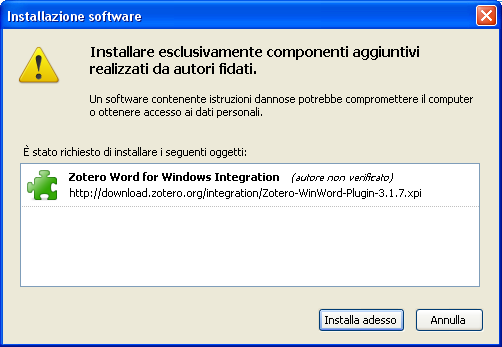 Installazione software
Installare esclusivamente componenti aggiuntivi
realizzati da autori fidati.
Un software contenente istruzioni dannose potrebbe compromettere il computer
o ottenere accesso ai dati personali.
È stato richiesto di installare i seguenti oggetti:
Zotero Word for Windows Integration (autore non verificato)
http://download.zotero.org/integration/Zotero-WinWord-Plugin-3.1.7.xpi
Installa adesso Annulla